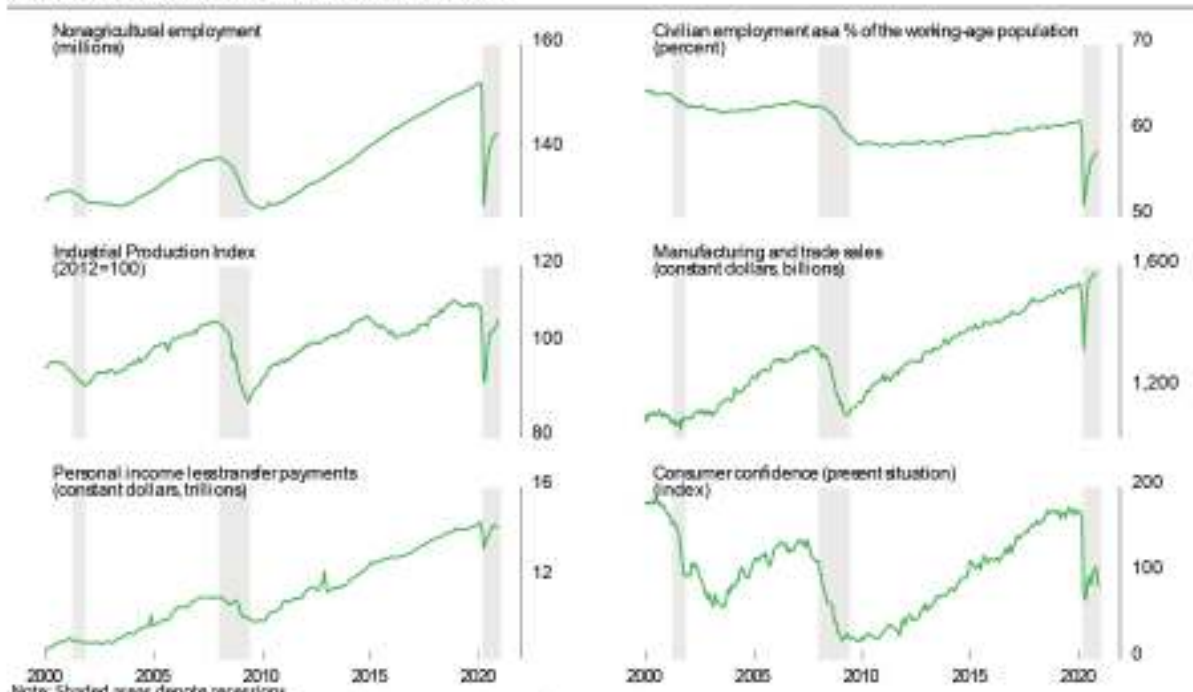 Nonagricultural employment
(millions)
160
140
Civilian employment as a % of the working-age population
(percent)
70
60
50
Industrial Production Index
(2012=100)
120
100
80
Manufacturing and trade sales
(constant dollars, billions)
1,600
1,200
Personal income less transfer payments
(constant dollars, trillions)
16
12
2000 2005 2010 2015 2020
Consumer confidence (present situation)
(index)
200
100
0
2000 2005 2010 2015 2020
Note: Shaded areas denote recessions